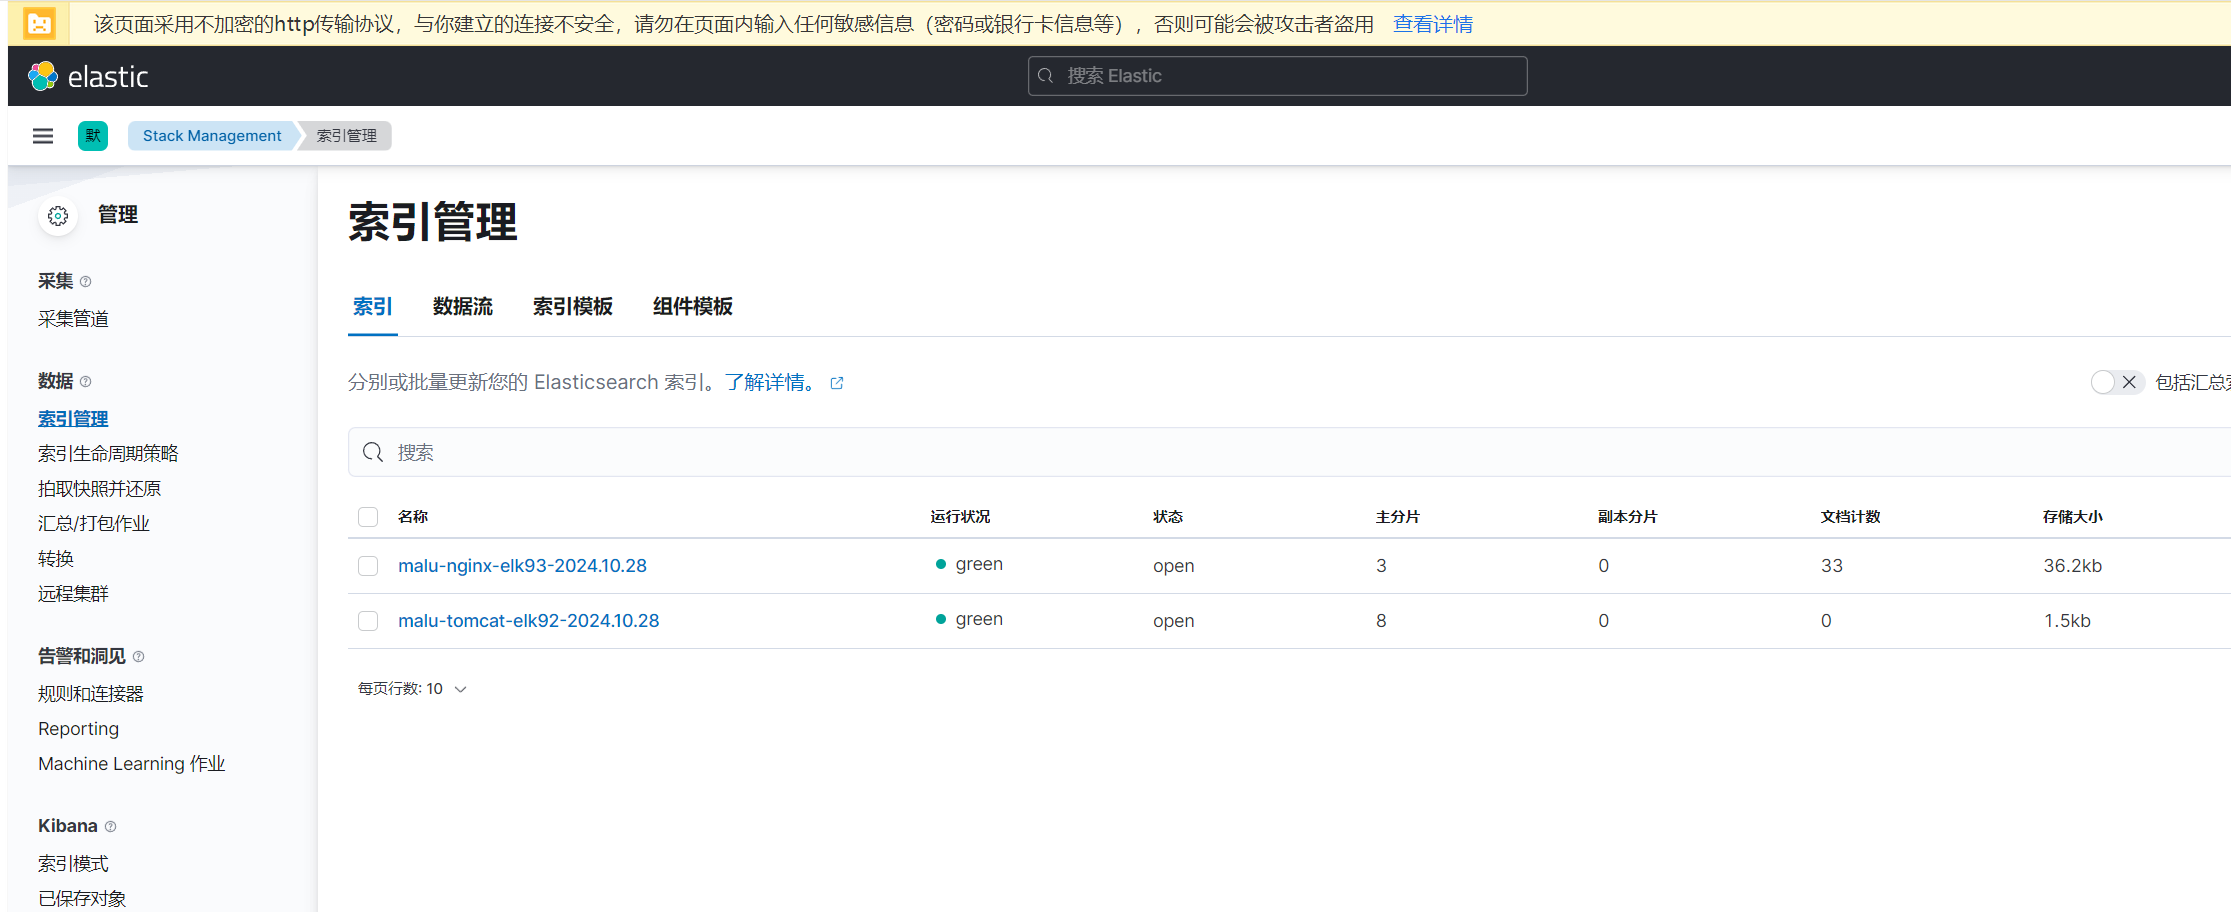 该页面采用不加密的http传输协议，与你建立的连接不安全，请勿在页面内输入任何敏感信息（密码或银行卡信息等），否则可能会被攻击者盗用 查看详情
elastic
搜索 Elastic
默 Stack Management 索引管理
管理
采集
采集管道
数据
索引管理
索引生命周期策略
拍取快照并还原
汇总/打包作业
转换
远程集群
告警和洞见
规则和连接器
Reporting
Machine Learning 作业
Kibana
索引模式
已保存对象
索引管理
索引 数据流 索引模板 组件模板
分别或批量更新您的 Elasticsearch 索引。了解详情。 包括汇总
搜索
名称 运行状况 状态 主分片 副本分片 文档计数 存储大小
malu-nginx-elk93-2024.10.28 green open 3 0 33 36.2kb
malu-tomcat-elk92-2024.10.28 green open 8 0 0 1.5kb
每页行数: 10